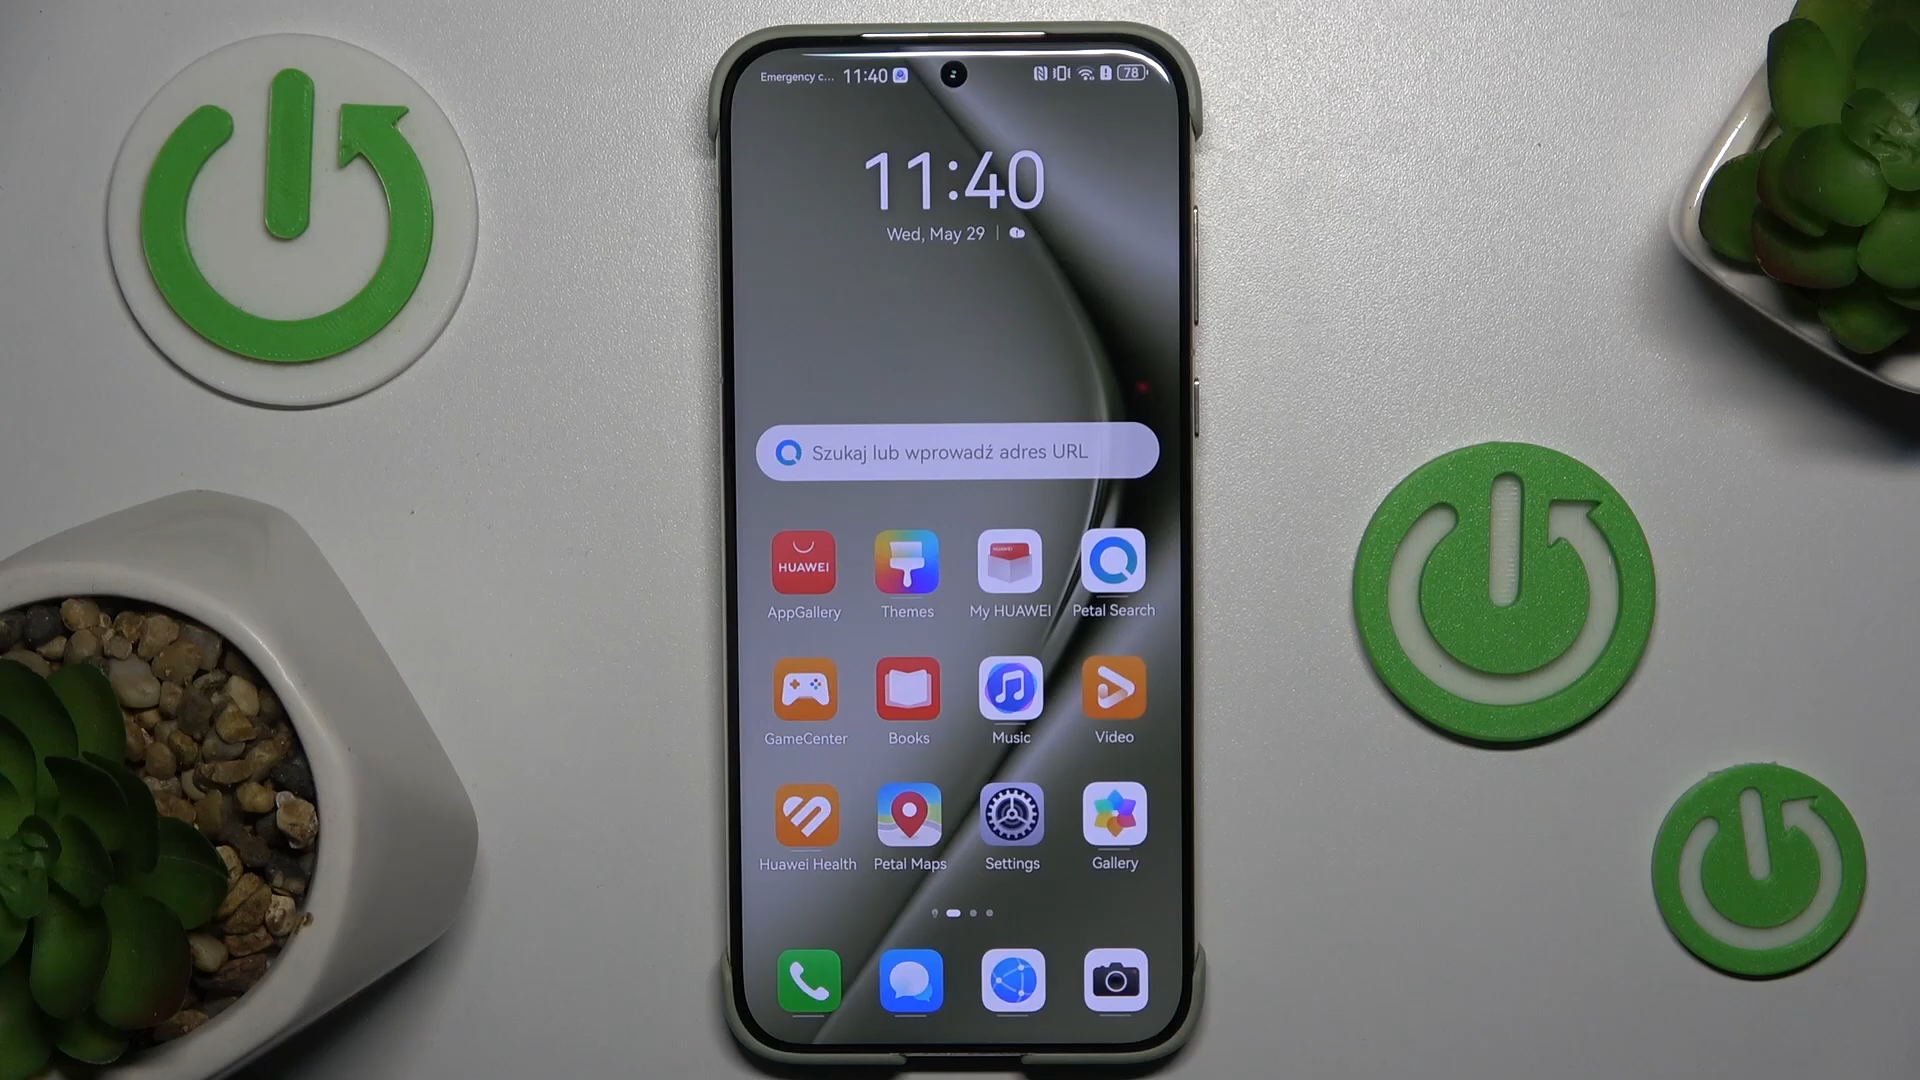 Emergency c... 11:40 78
11:40
Wed, May 29
Szukaj lub wprowadź adres URL
HUAWEI HUAWEI
AppGallery Themes My HUAWEI Petal Search
GameCenter Books Music Video
Huawei Health Petal Maps Settings Gallery